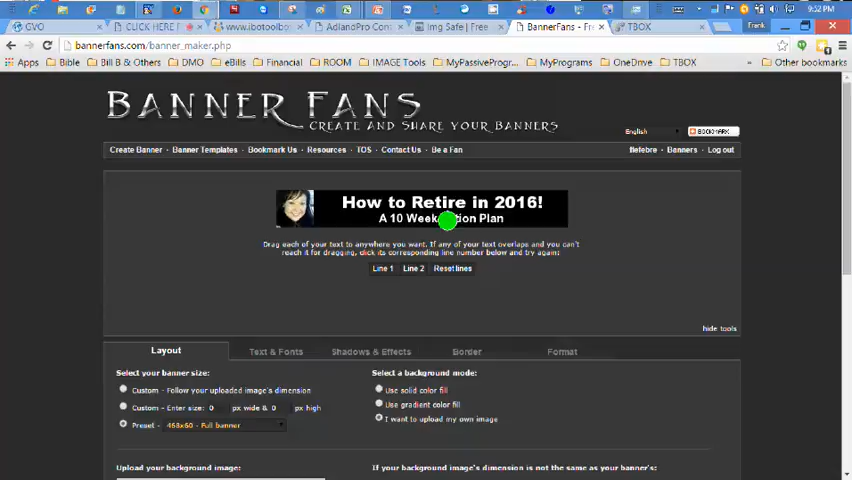 GVO
CLICK HERE
www.ibotoolbo
AdlandPro Con
Img Safe | Free
BannerFans - Fr
TBOX
Frank
9:52 PM
bannerfans.com/banner_maker.php
Apps Bible Bill B & Others DMO eBills Financial ROOM IMAGE Tools MyPassiveProgr... MyPrograms OneDrive TBOX » Other bookmarks
BANNER FANS
CREATE AND SHARE YOUR BANNERS
English BOOKMARK
Create Banner · Banner Templates · Bookmark Us · Resources · TOS · Contact Us · Be a Fan
flefebre · Banners · Log out
How to Retire in 2016!
A 10 Week tion Plan
Drag each of your text to anywhere you want. If any of your text overlaps and you can't
reach it for dragging, click its corresponding line number below and try again:
Line 1 Line 2 Reset lines
hide tools
Layout Text & Fonts Shadows & Effects Border Format
Select your banner size:
Custom - Follow your uploaded image's dimension
Custom - Enter size: 0 px wide & 0 px high
Preset - 468x60 - Full banner
Select a background mode:
Use solid color fill
Use gradient color fill
I want to upload my own image
Upload your background image:
If your background image's dimension is not the same as your banner's: